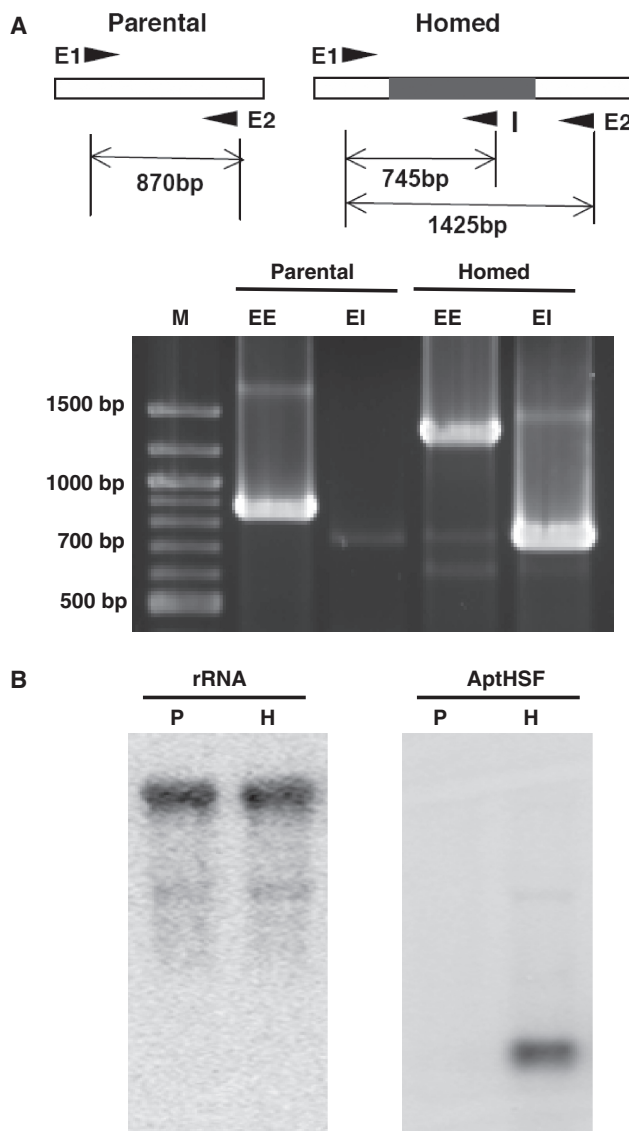 A
Parental
Homed
E1
E1
E2
I
E2
870bp
745bp
1425bp
Parental
Homed
M
EE
EI
EE
EI
1500 bp
1000 bp
700 bp
500 bp
B
rRNA
AptHSF
P
H
P
H